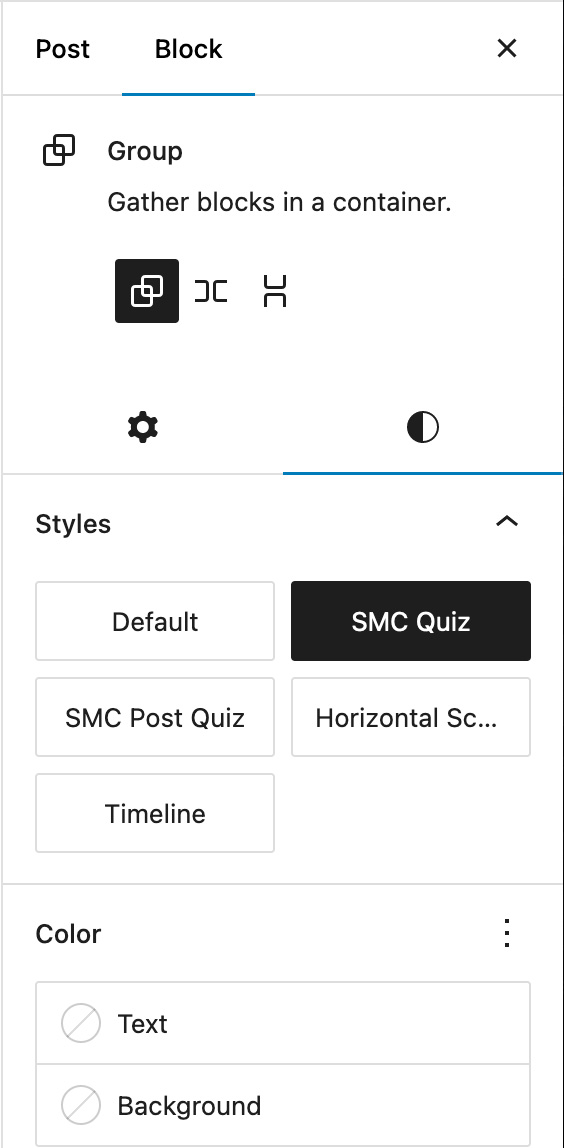 Post Block
Group
Gather blocks in a container.
Styles
Default SMC Quiz
SMC Post Quiz Horizontal Sc...
Timeline
Color
Text
Background